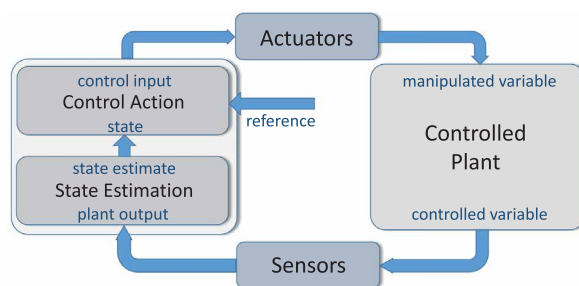 Actuators
control input
Control Action
state
reference
state estimate
State Estimation
plant output
manipulated variable
Controlled
Plant
controlled variable
Sensors